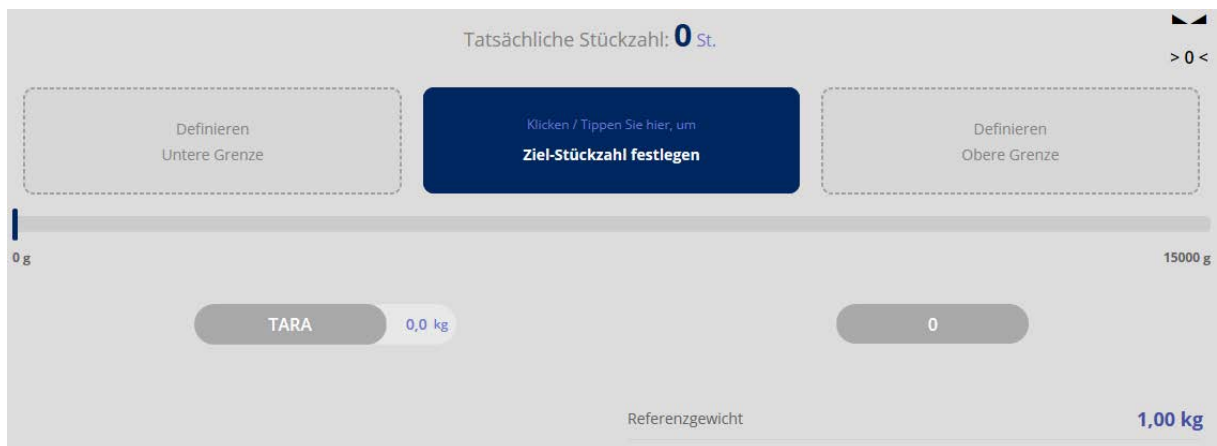 Tatsächliche Stückzahl: 0 St.
> 0 <
Definieren
Untere Grenze
Klicken / Tippen Sie hier, um
Ziel-Stückzahl festlegen
Definieren
Obere Grenze
0 g
15000 g
TARA
0,0 kg
0
Referenzgewicht
1,00 kg